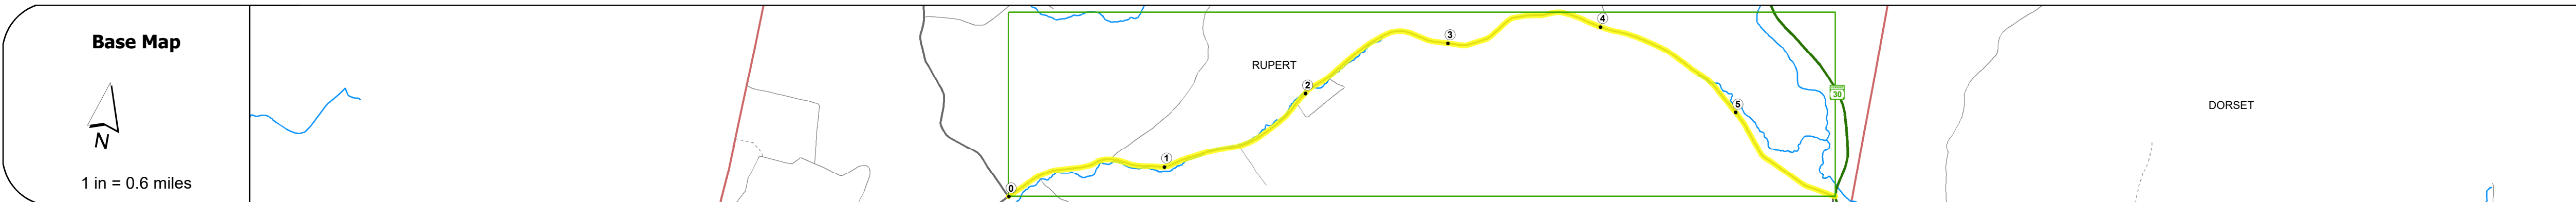 Base Map
N
1 in = 0.6 miles
RUPERT
DORSET
0
1
2
3
4
5
30